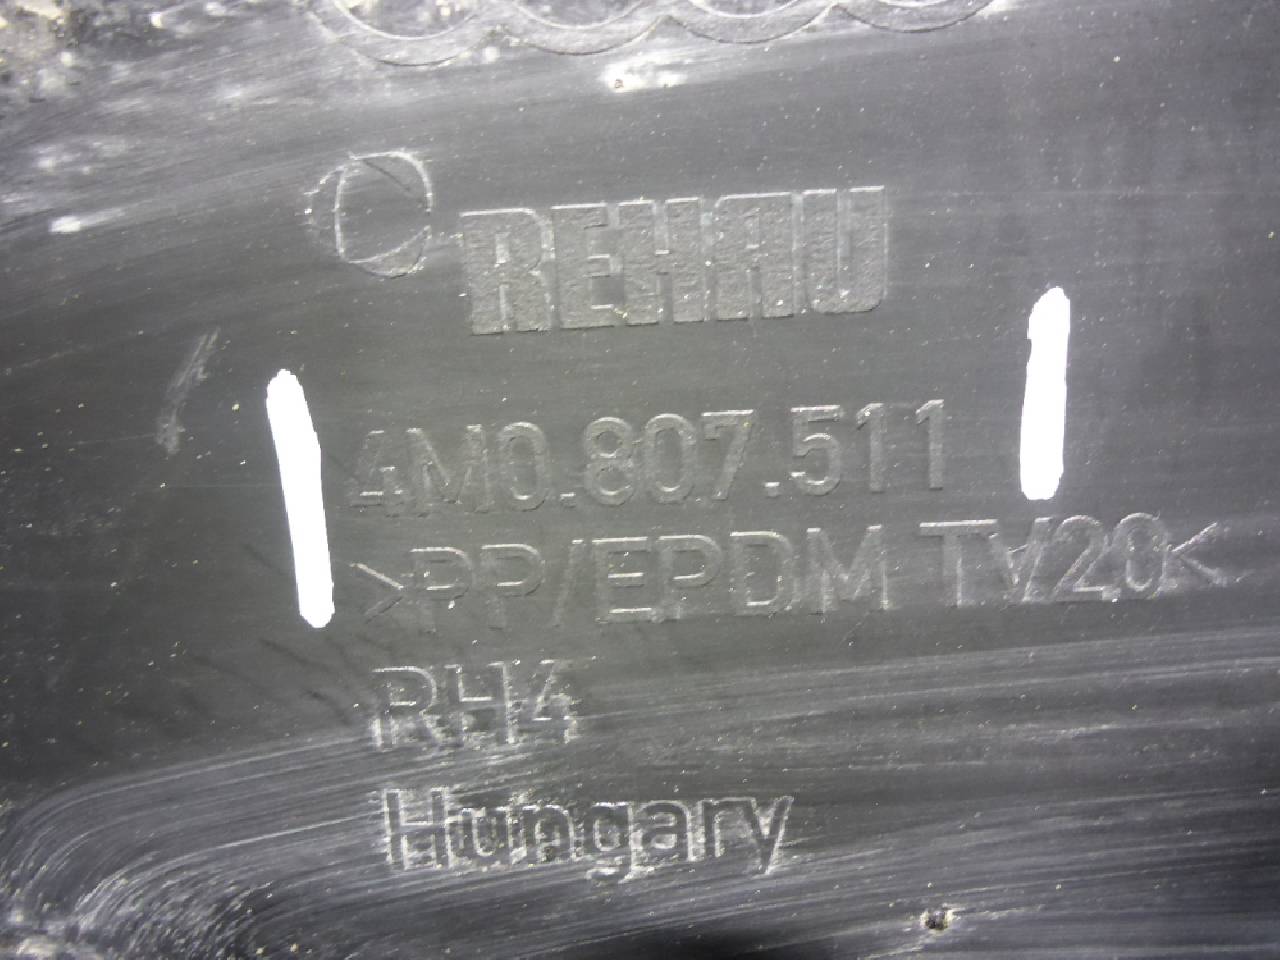 REHAU
4M0.807.511
>PP/EPDM TV20<
RH4
Hungary